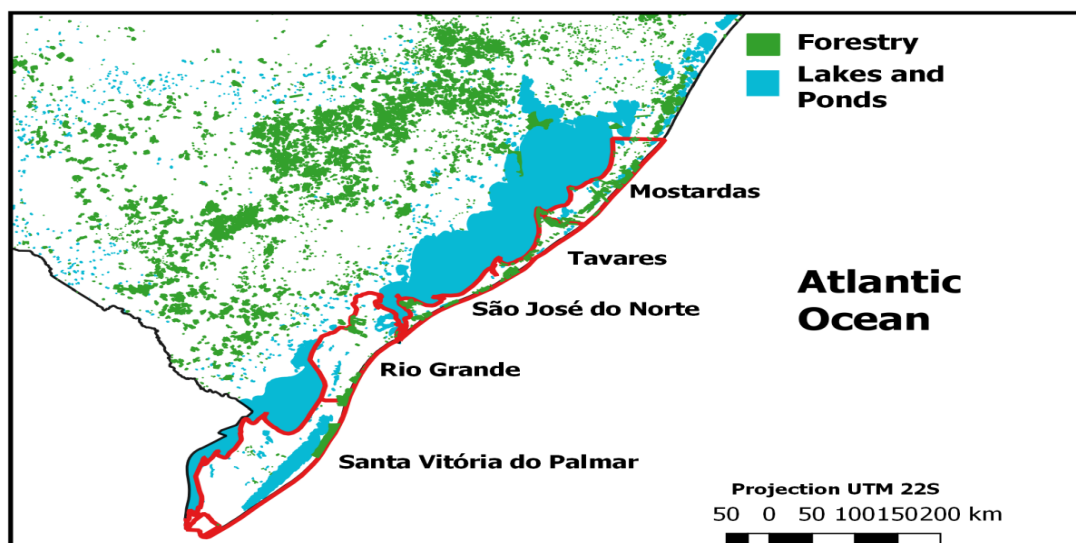 Forestry
Lakes and
Ponds
Mostardas
Tavares
Atlantic
Ocean
São José do Norte
Rio Grande
Santa Vitória do Palmar
Projection UTM 22S
50 0 50 100150200 km